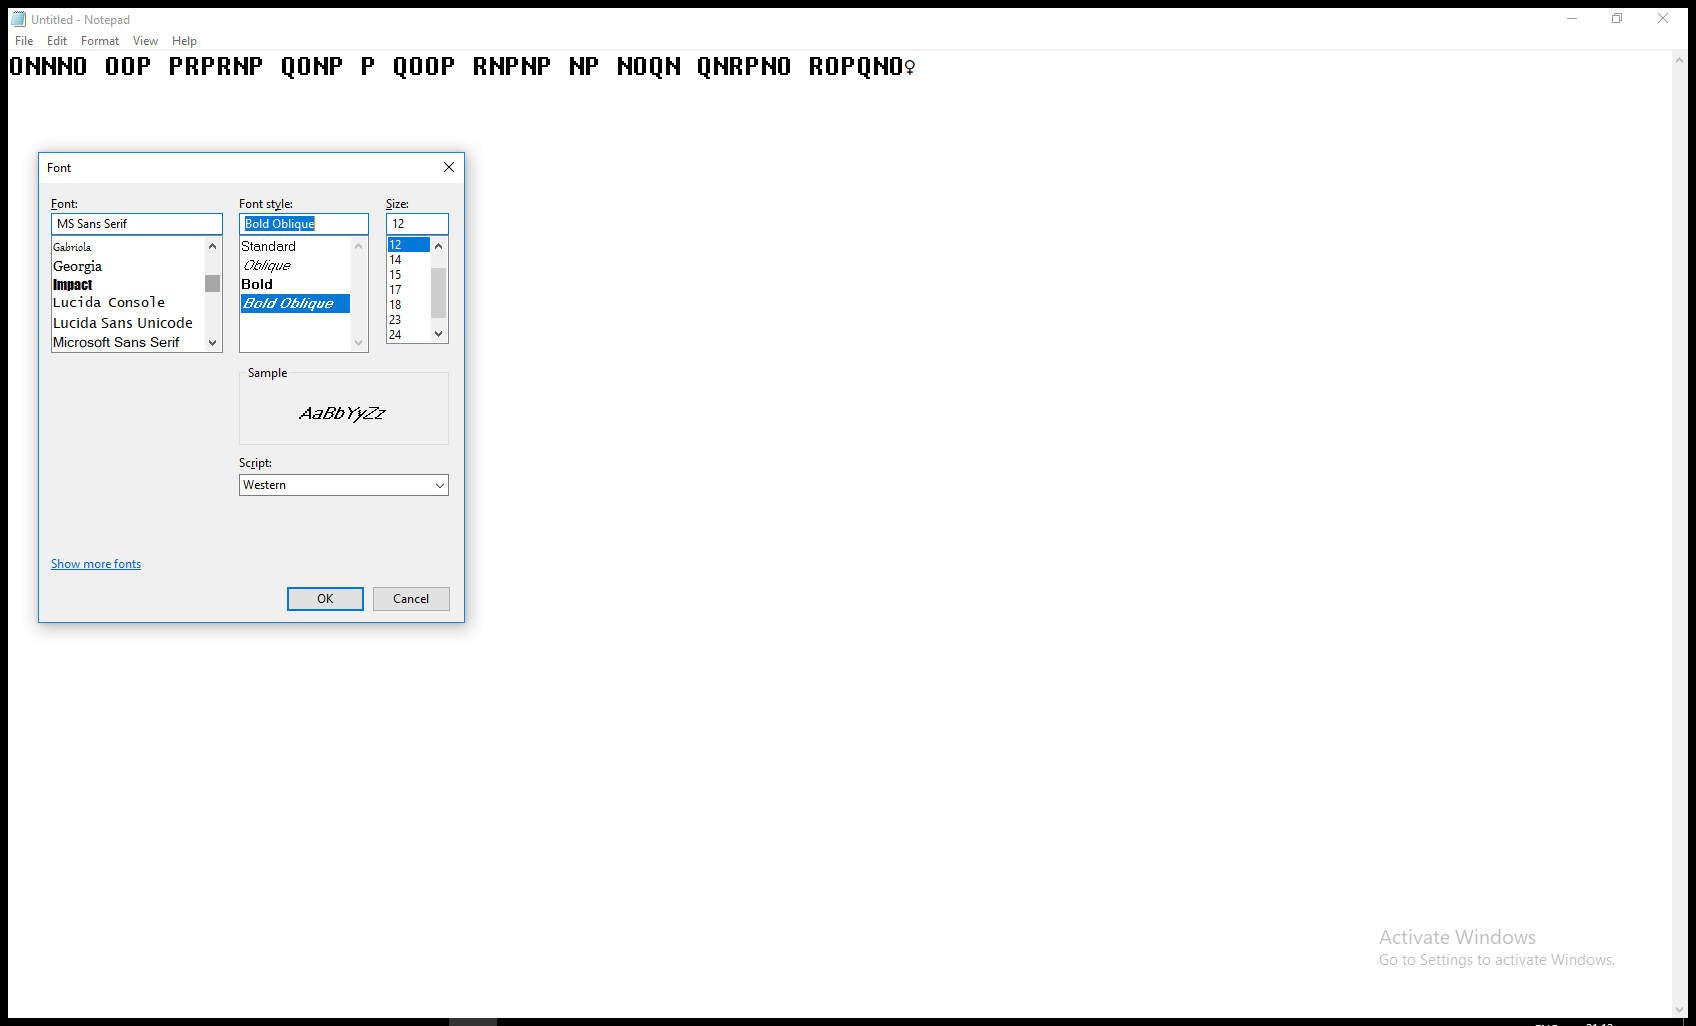 Untitled - Notepad
File Edit Format View Help
ONNNO OOP PRPRNP QONP P QOOP RNPNP NP NOQN QNRPNO ROPQNO♀
Font
Font: Font style: Size:
MS Sans Serif Bold Oblique 12
Gabriola Standard 12
Georgia Oblique 14
Impact Bold 15
Lucida Console Bold Oblique 17
Lucida Sans Unicode 18
Microsoft Sans Serif 23
24
Sample
AaBbYyZz
Script:
Western
Show more fonts
OK Cancel
Activate Windows
Go to Settings to activate Windows.